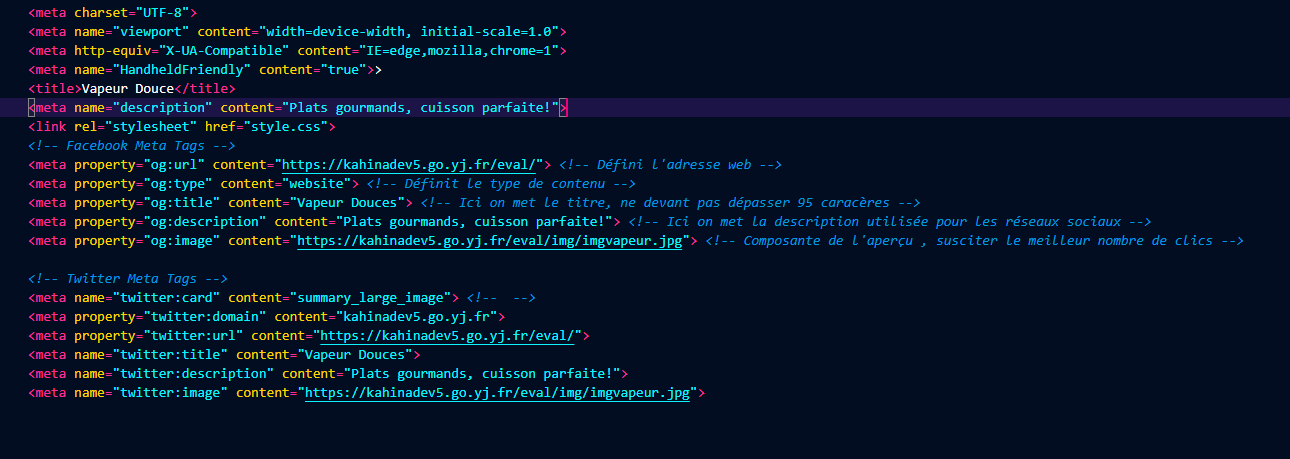 <meta charset="UTF-8">
<meta name="viewport" content="width=device-width, initial-scale=1.0">
<meta http-equiv="X-UA-Compatible" content="IE=edge,mozilla,chrome=1">
<meta name="HandheldFriendly" content="true">>
<title>Vapeur Douce</title>
<meta name="description" content="Plats gourmands, cuisson parfaite!">
<link rel="stylesheet" href="style.css">
<!-- Facebook Meta Tags -->
<meta property="og:url" content="https://kahinadev5.go.yj.fr/eval/"> <!-- Défini l'adresse web -->
<meta property="og:type" content="website"> <!-- Définit le type de contenu -->
<meta property="og:title" content="Vapeur Douces"> <!-- Ici on met le titre, ne devant pas dépasser 95 caracères -->
<meta property="og:description" content="Plats gourmands, cuisson parfaite!"> <!-- Ici on met la description utilisée pour les réseaux sociaux -->
<meta property="og:image" content="https://kahinadev5.go.yj.fr/eval/img/imgvapeur.jpg"> <!-- Composante de l'aperçu , susciter le meilleur nombre de clics -->
<!-- Twitter Meta Tags -->
<meta name="twitter:card" content="summary_large_image"> <!--  -->
<meta property="twitter:domain" content="kahinadev5.go.yj.fr">
<meta property="twitter:url" content="https://kahinadev5.go.yj.fr/eval/">
<meta name="twitter:title" content="Vapeur Douces">
<meta name="twitter:description" content="Plats gourmands, cuisson parfaite!">
<meta name="twitter:image" content="https://kahinadev5.go.yj.fr/eval/img/imgvapeur.jpg">